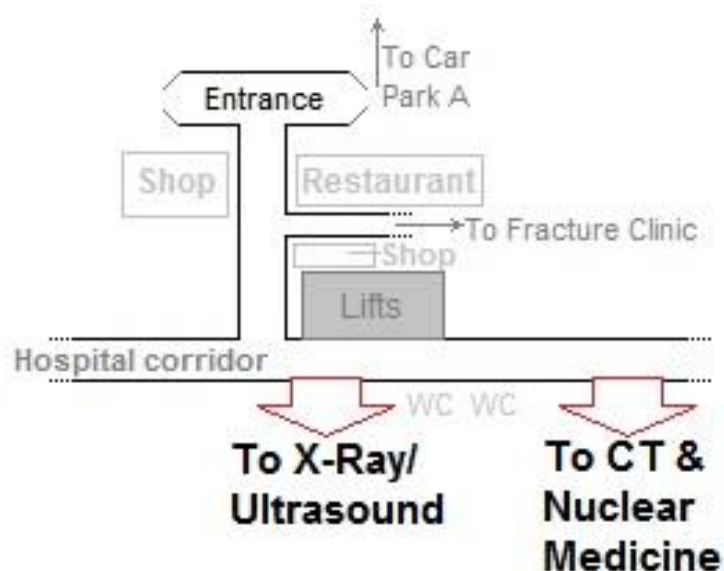 To Car
Park A
Entrance
Shop
Restaurant
To Fracture Clinic
Shop
Lifts
Hospital corridor
WC WC
To X-Ray/
Ultrasound
To CT &
Nuclear
Medicine